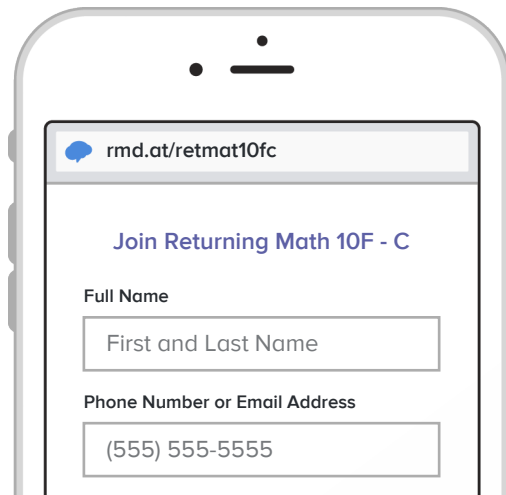 rmd.at/retmat10fc
Join Returning Math 10F - C
Full Name
First and Last Name
Phone Number or Email Address
(555) 555-5555